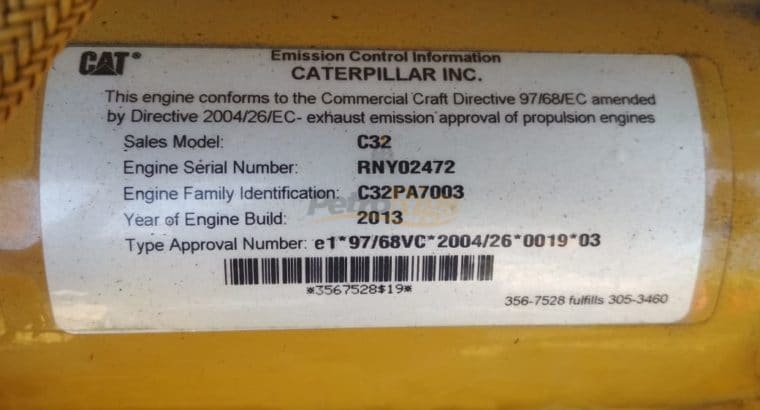 CAT®
Emission Control Information
CATERPILLAR INC.
This engine conforms to the Commercial Craft Directive 97/68/EC amended
by Directive 2004/26/EC- exhaust emission approval of propulsion engines
Sales Model: C32
Engine Serial Number: RNY02472
Engine Family Identification: C32PA7003
Year of Engine Build: 2013
Type Approval Number: e1*97/68VC*2004/26*0019*03
*3567528$19*
356-7528 fulfills 305-3460